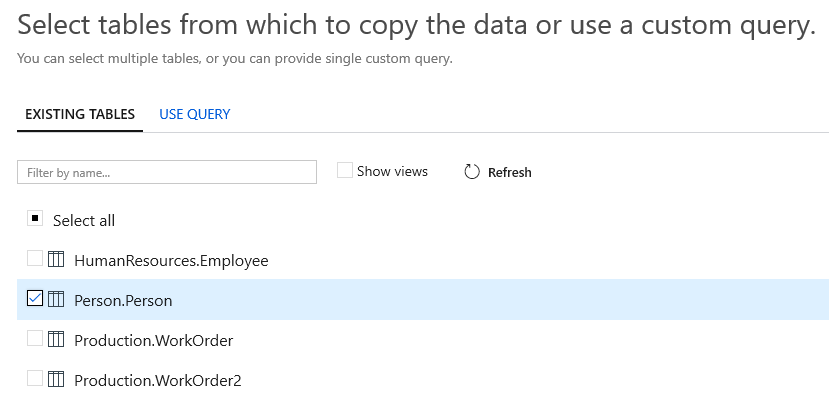 Select tables from which to copy the data or use a custom query.
You can select multiple tables, or you can provide single custom query.
EXISTING TABLES USE QUERY
Filter by name... Show views Refresh
Select all
HumanResources.Employee
Person.Person
Production.WorkOrder
Production.WorkOrder2